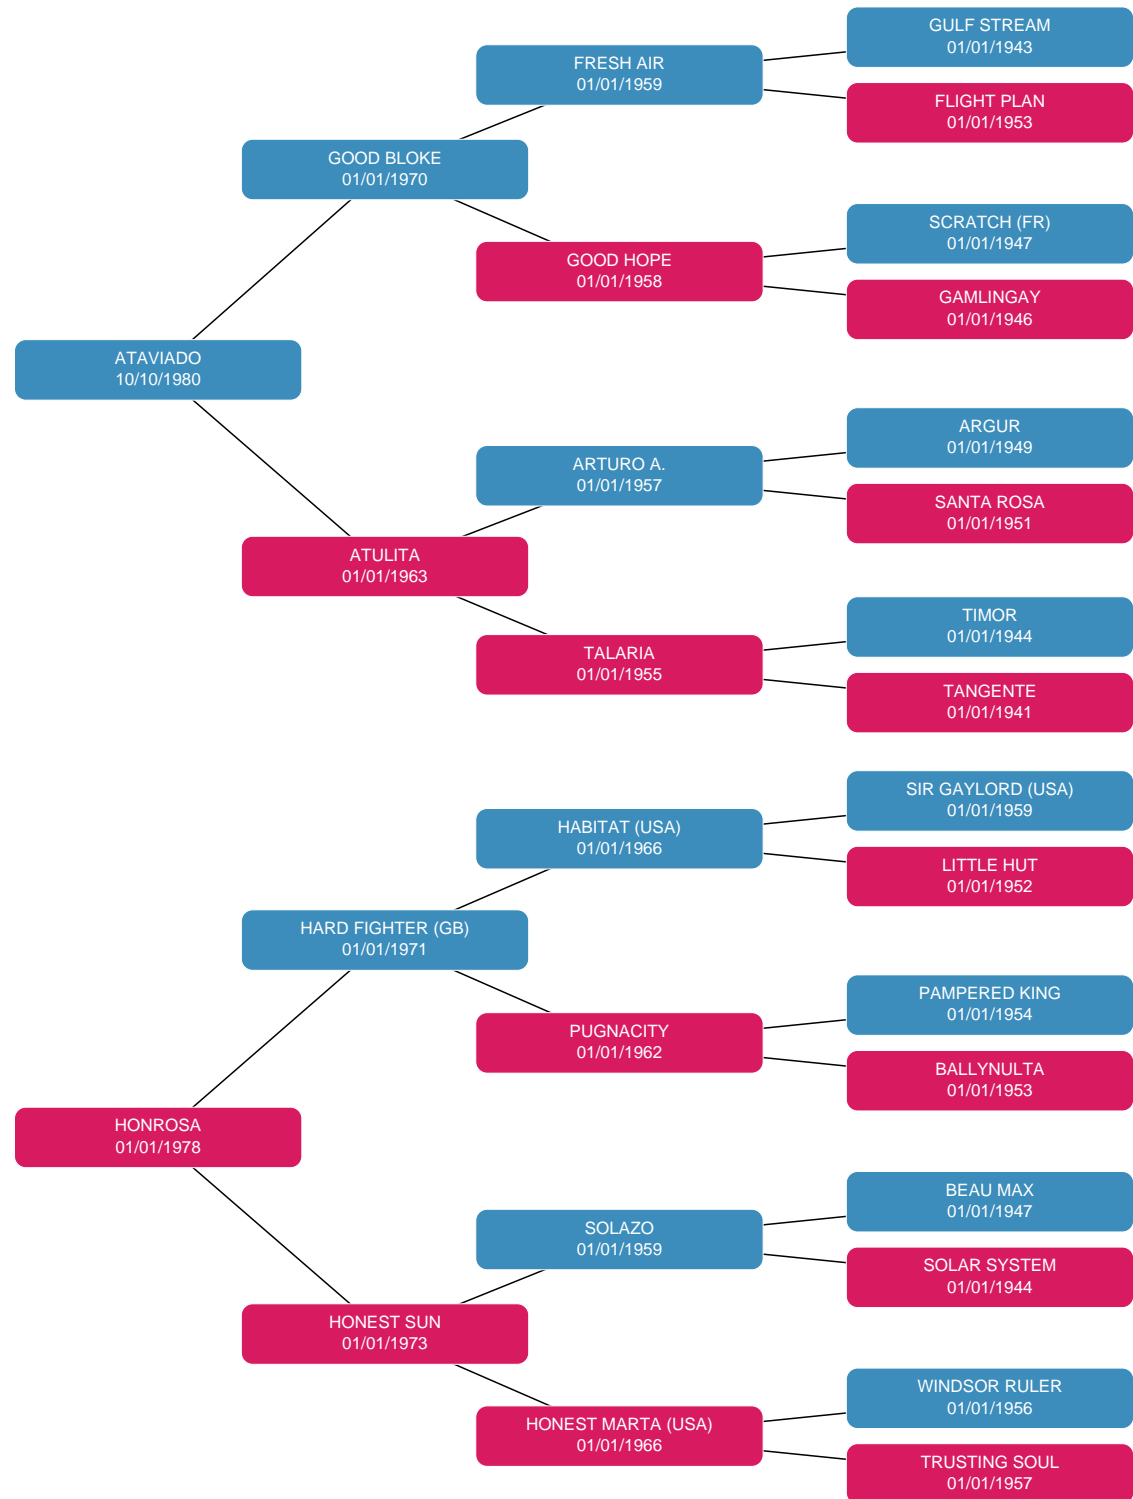 GULF STREAM
01/01/1943
FRESH AIR
01/01/1959
FLIGHT PLAN
01/01/1953
GOOD BLOKE
01/01/1970
SCRATCH (FR)
01/01/1947
GOOD HOPE
01/01/1958
GAMLINGAY
01/01/1946
ATAVIADO
10/10/1980
ARGUR
01/01/1949
ARTURO A.
01/01/1957
SANTA ROSA
01/01/1951
ATULITA
01/01/1963
TIMOR
01/01/1944
TALARIA
01/01/1955
TANGENTE
01/01/1941
SIR GAYLORD (USA)
01/01/1959
HABITAT (USA)
01/01/1966
LITTLE HUT
01/01/1952
HARD FIGHTER (GB)
01/01/1971
PAMPERED KING
01/01/1954
PUGNACITY
01/01/1962
BALLYNULTA
01/01/1953
HONROSA
01/01/1978
BEAU MAX
01/01/1947
SOLAZO
01/01/1959
SOLAR SYSTEM
01/01/1944
HONEST SUN
01/01/1973
WINDSOR RULER
01/01/1956
HONEST MARTA (USA)
01/01/1966
TRUSTING SOUL
01/01/1957